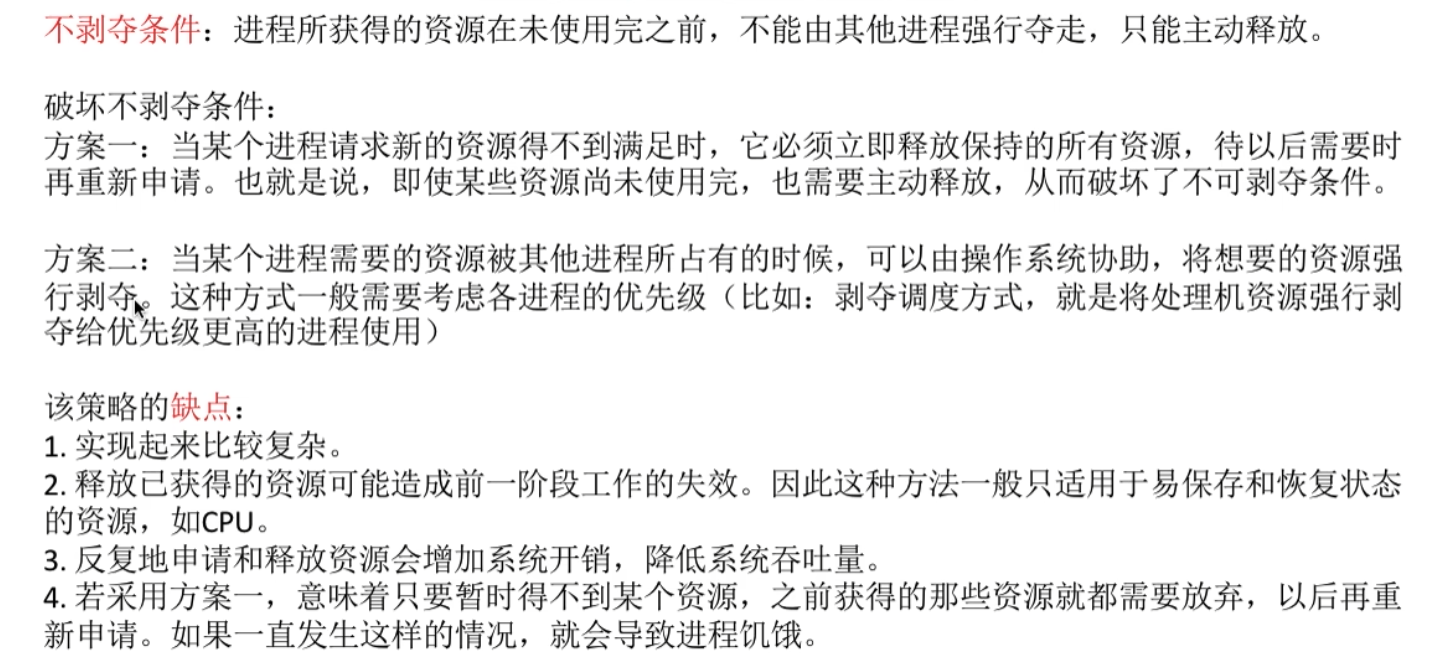 不剥夺条件：进程所获得的资源在未使用完之前，不能由其他进程强行夺走，只能主动释放。
破坏不剥夺条件：
方案一：当某个进程请求新的资源得不到满足时，它必须立即释放保持的所有资源，待以后需要时
再重新申请。也就是说，即使某些资源尚未使用完，也需要主动释放，从而破坏了不可剥夺条件。
方案二：当某个进程需要的资源被其他进程所占有的时候，可以由操作系统协助，将想要的资源强
行剥夺。这种方式一般需要考虑各进程的优先级（比如：剥夺调度方式，就是将处理机资源强行剥
夺给优先级更高的进程使用）
该策略的缺点：
1. 实现起来比较复杂。
2. 释放已获得的资源可能造成前一阶段工作的失效。因此这种方法一般只适用于易保存和恢复状态
的资源，如CPU。
3. 反复地申请和释放资源会增加系统开销，降低系统吞吐量。
4. 若采用方案一，意味着只要暂时得不到某个资源，之前获得的那些资源就都需要放弃，以后再重
新申请。如果一直发生这样的情况，就会导致进程饥饿。